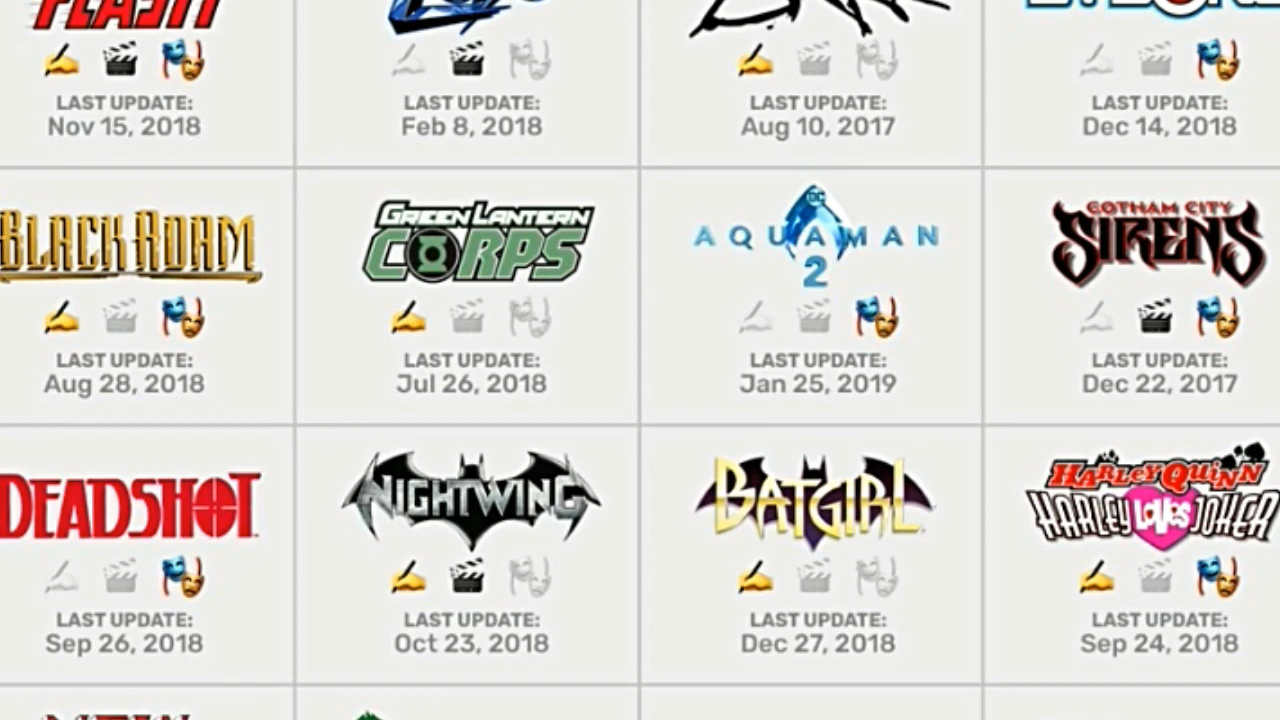 FLASH
LAST UPDATE:
Nov 15, 2018
LAST UPDATE:
Feb 8, 2018
LAST UPDATE:
Aug 10, 2017
LAST UPDATE:
Dec 14, 2018
BLACK ADAM
LAST UPDATE:
Aug 28, 2018
GREEN LANTERN
CORPS
LAST UPDATE:
Jul 26, 2018
DC
AQUAMAN
2
LAST UPDATE:
Jan 25, 2019
GOTHAM CITY
SIRENS
LAST UPDATE:
Dec 22, 2017
DEADSHOT
LAST UPDATE:
Sep 26, 2018
NIGHTWING
LAST UPDATE:
Oct 23, 2018
BATGIRL
LAST UPDATE:
Dec 27, 2018
HARLEY QUINN
HARLEY LOVES JOKER
LAST UPDATE:
Sep 24, 2018